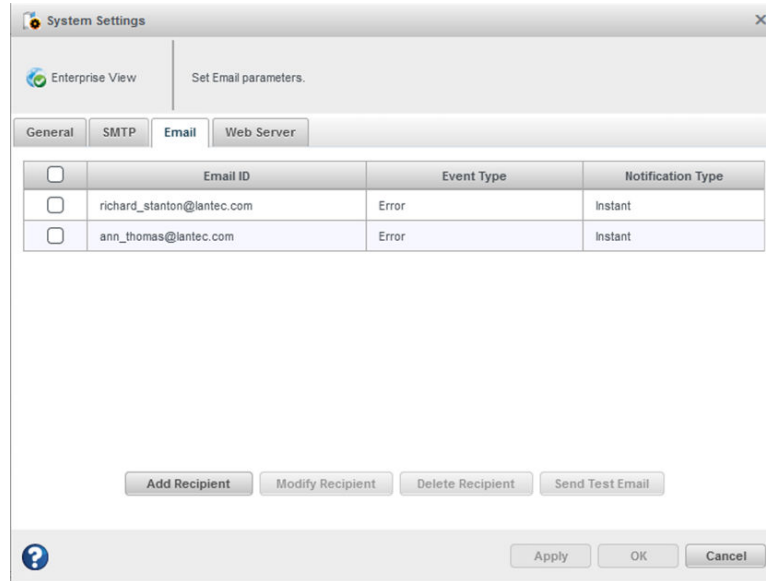 System Settings
Enterprise View
Set Email parameters.
General SMTP Email Web Server
Email ID Event Type Notification Type
richard_stanton@lantec.com Error Instant
ann_thomas@lantec.com Error Instant
Add Recipient Modify Recipient Delete Recipient Send Test Email
Apply OK Cancel